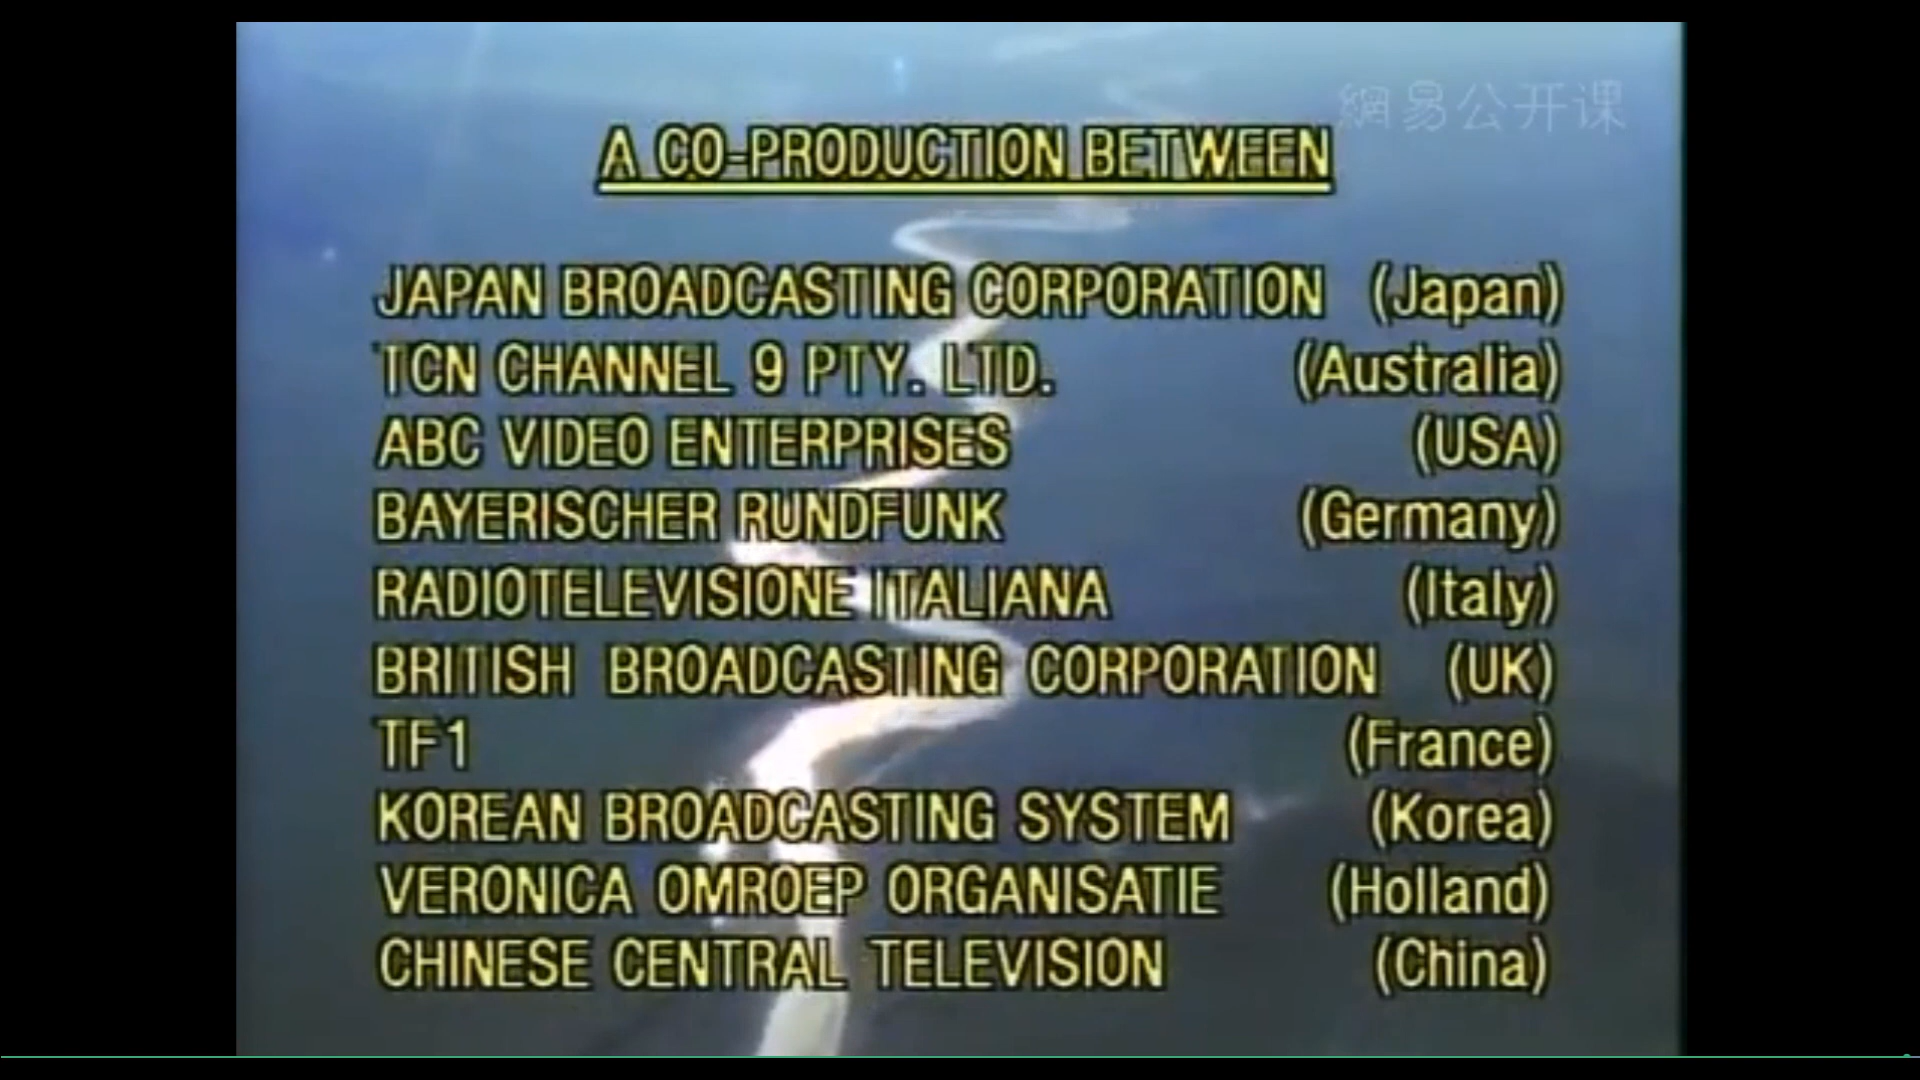 網易公开课
A CO-PRODUCTION BETWEEN
JAPAN BROADCASTING CORPORATION (Japan)
TCN CHANNEL 9 PTY. LTD. (Australia)
ABC VIDEO ENTERPRISES (USA)
BAYERISCHER RUNDFUNK (Germany)
RADIOTELEVISIONE ITALIANA (Italy)
BRITISH BROADCASTING CORPORATION (UK)
TF1 (France)
KOREAN BROADCASTING SYSTEM (Korea)
VERONICA OMROEP ORGANISATIE (Holland)
CHINESE CENTRAL TELEVISION (China)